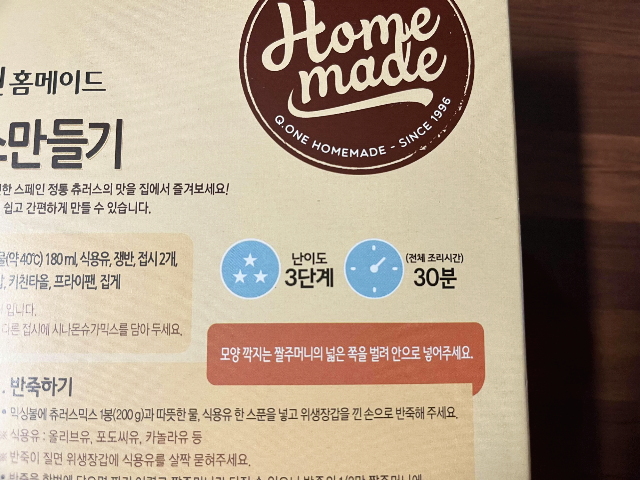 Home
made
Q.ONE HOMEMADE - SINCE 1996
홈메이드
만들기
스페인 정통 츄러스의 맛을 집에서 즐겨보세요!
쉽고 간편하게 만들 수 있습니다.
(약 40℃) 180 ml, 식용유, 쟁반, 접시 2개,
키친타올, 프라이팬, 집게
입니다.
다른 접시에 시나몬슈가믹스를 담아 두세요.
난이도
3단계
(전체 조리시간)
30분
모양 깍지는 짤주머니의 넓은 쪽을 벌려 안으로 넣어주세요.
. 반죽하기
• 믹싱볼에 츄러스믹스 1봉(200 g)과 따뜻한 물, 식용유 한 스푼을 넣고 위생장갑을 낀 손으로 반죽해 주세요.
※ 식용유 : 올리브유, 포도씨유, 카놀라유 등
※ 반죽이 질면 위생장갑에 식용유를 살짝 묻혀주세요.